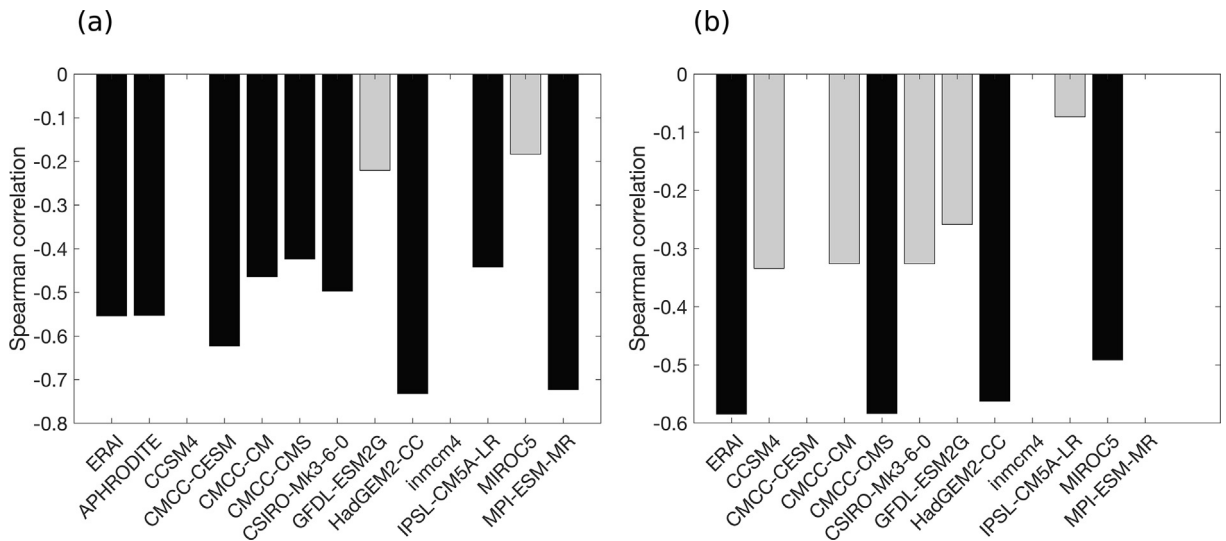 (a)
Spearman correlation
0
-0.1
-0.2
-0.3
-0.4
-0.5
-0.6
-0.7
-0.8
ERAI
APHRODITE
CCSM4
CMCC-CESM
CMCC-CM
CMCC-CMS
CSIRO-Mk3-6-0
GFDL-ESM2G
HadGEM2-CC
inmcm4
IPSL-CM5A-LR
MIROC5
MPI-ESM-MR
(b)
Spearman correlation
0
-0.1
-0.2
-0.3
-0.4
-0.5
-0.6
ERAI
CCSM4
CMCC-CESM
CMCC-CM
CMCC-CMS
CSIRO-Mk3-6-0
GFDL-ESM2G
HadGEM2-CC
inmcm4
IPSL-CM5A-LR
MIROC5
MPI-ESM-MR